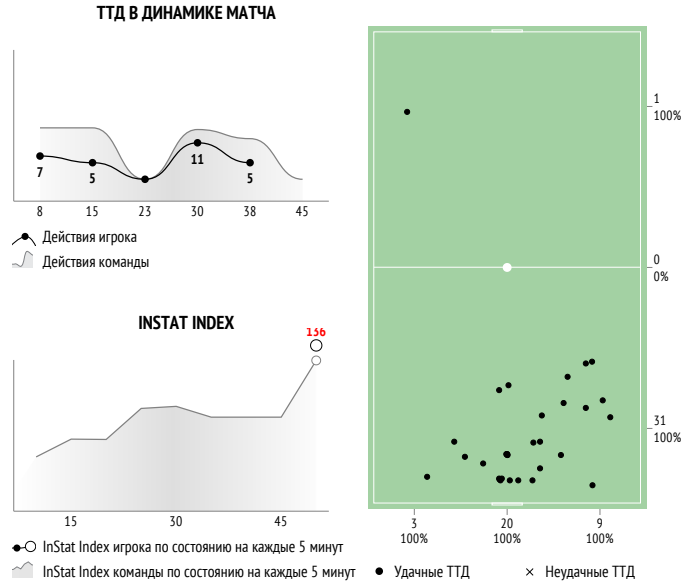 ТТД В ДИНАМИКЕ МАТЧА
7
5
11
5
8 15 23 30 38 45
Действия игрока
Действия команды
INSTAT INDEX
136
15 30 45
InStat Index игрока по состоянию на каждые 5 минут
InStat Index команды по состоянию на каждые 5 минут
1
100%
0
0%
31
100%
3 20 9
100% 100% 100%
Удачные ТТД Неудачные ТТД